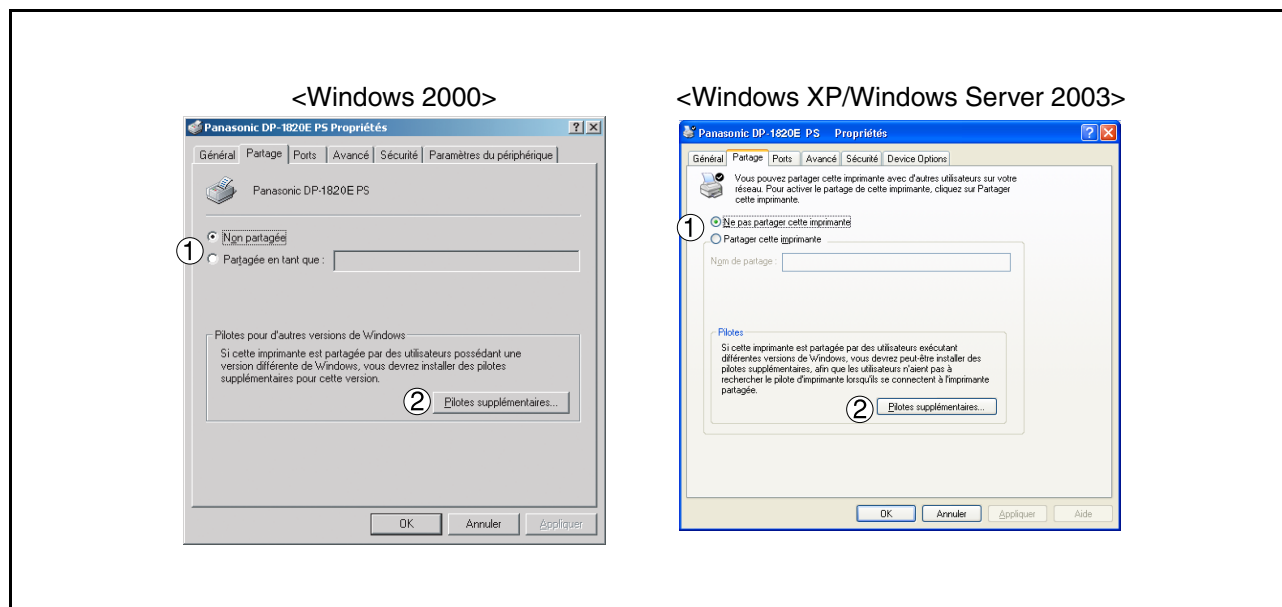 <Windows 2000>
Panasonic DP-1820E PS Propriétés
Général Partage Ports Avancé Sécurité Paramètres du périphérique
Panasonic DP-1820E PS
① Non partagée
Partagée en tant que :
Pilotes pour d'autres versions de Windows
Si cette imprimante est partagée par des utilisateurs possédant une
version différente de Windows, vous devrez installer des pilotes
supplémentaires pour cette version.
② Pilotes supplémentaires...
OK Annuler Appliquer
<Windows XP/Windows Server 2003>
Panasonic DP-1820E PS Propriétés
Général Partage Ports Avancé Sécurité Device Options
Vous pouvez partager cette imprimante avec d'autres utilisateurs sur votre
réseau. Pour activer le partage de cette imprimante, cliquez sur Partager
cette imprimante.
① Ne pas partager cette imprimante
Partager cette imprimante
Nom de partage :
Pilotes
Si cette imprimante est partagée par des utilisateurs exécutant
différentes versions de Windows, vous devrez peut-être installer des
pilotes supplémentaires, afin que les utilisateurs n'aient pas à
rechercher le pilote d'imprimante lorsqu'ils se connectent à l'imprimante
partagée.
② Pilotes supplémentaires...
OK Annuler Appliquer Aide